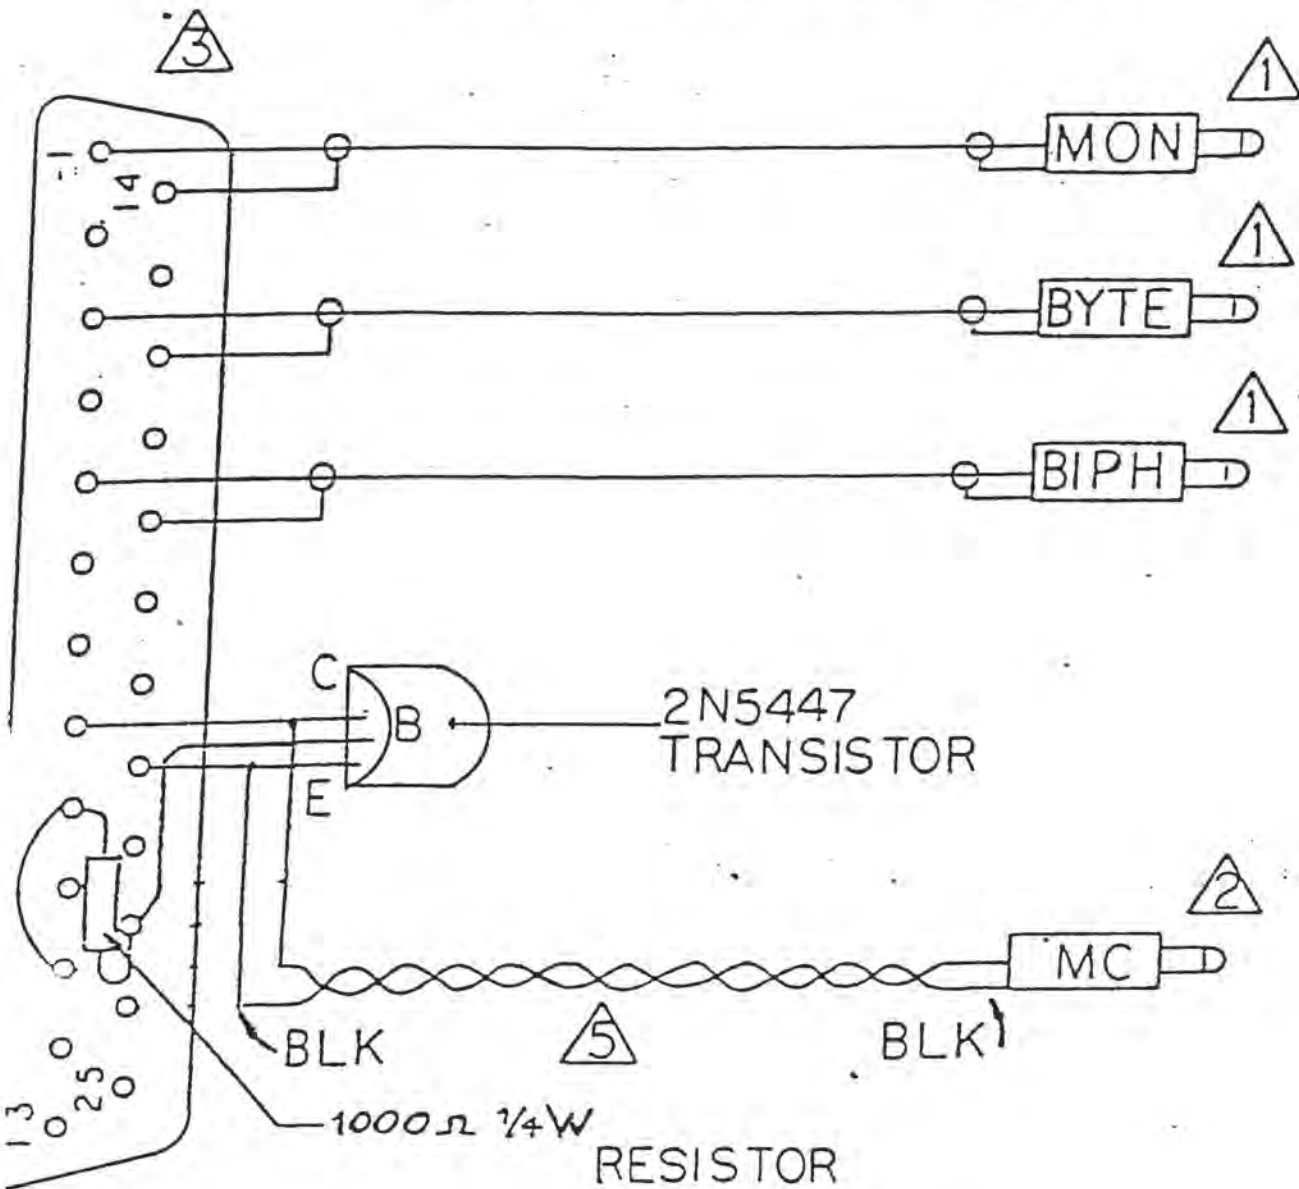 3
1
1
MON
14
1
BYTE
1
BIPH
C
B
2N5447
TRANSISTOR
E
2
MC
BLK
5
BLK
25
13
1000Ω 1/4W
RESISTOR